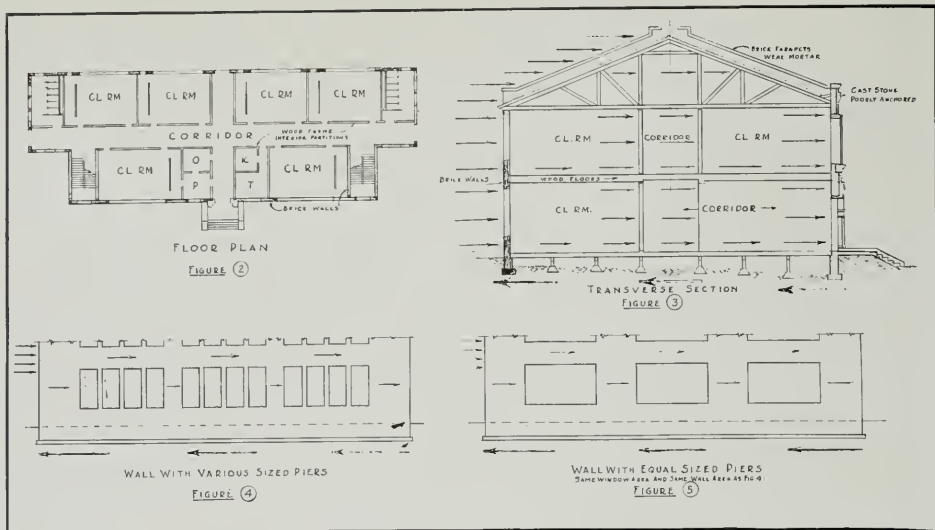 CL RM
CL RM
CL RM
CL RM
CORRIDOR
WOOD FRAME
INTERIOR PARTITIONS
CL RM
O
P
K
T
CL RM
BRICK WALLS
FLOOR PLAN
FIGURE 2
BRICK PARAPETS
WEAK MORTAR
CAST STONE
POORLY ANCHORED
CL. RM
CORRIDOR
CL RM
BRICK WALLS
WOOD FLOORS
CL RM.
CORRIDOR
TRANSVERSE SECTION
FIGURE 3
WALL WITH VARIOUS SIZED PIERS
FIGURE 4
WALL WITH EQUAL SIZED PIERS
SAME WINDOW AREA AND SAME WALL AREA AS FIG 4
FIGURE 5